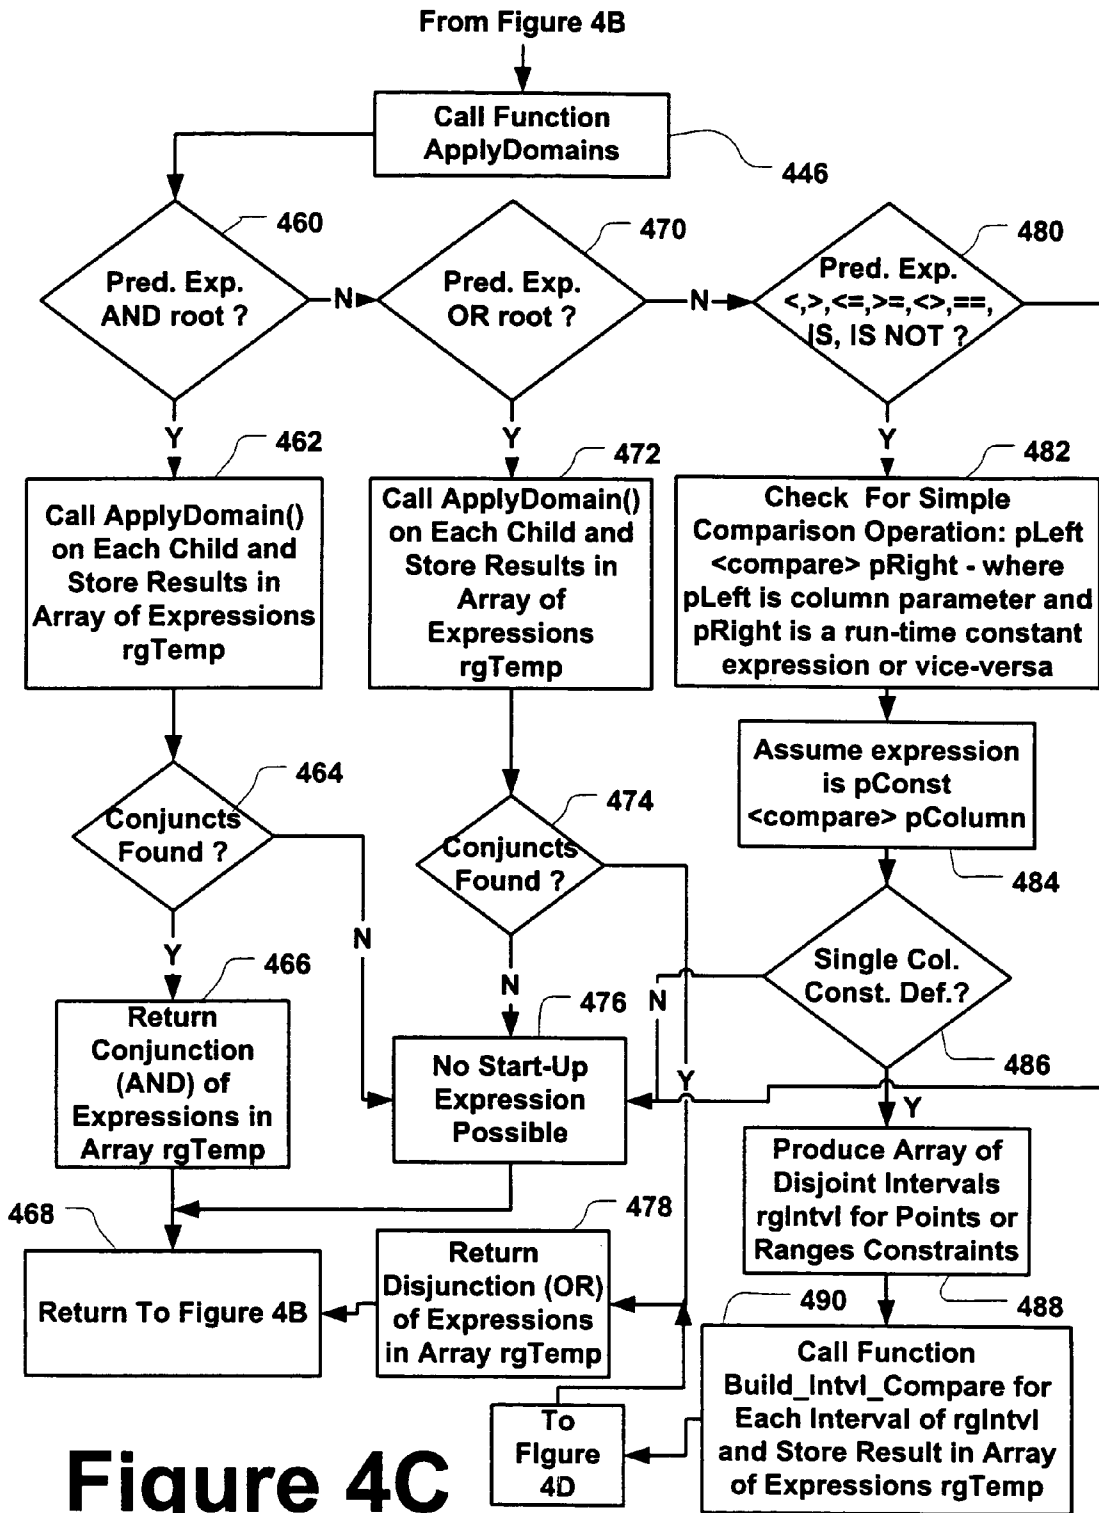 From Figure 4B
Call Function
ApplyDomains
446
460
Pred. Exp.
AND root ?
N
470
Pred. Exp.
OR root ?
N
480
Pred. Exp.
<,>,<=,>=,<>,==,
IS, IS NOT ?
Y
Y
Y
462
Call ApplyDomain()
on Each Child and
Store Results in
Array of Expressions
rgTemp
472
Call ApplyDomain()
on Each Child and
Store Results in
Array of
Expressions
rgTemp
482
Check For Simple
Comparison Operation: pLeft
<compare> pRight - where
pLeft is column parameter and
pRight is a run-time constant
expression or vice-versa
464
Conjuncts
Found ?
474
Conjuncts
Found ?
Assume expression
is pConst
<compare> pColumn
484
Y
N
N
Y
Single Col.
Const. Def.?
N
486
Y
466
Return
Conjunction
(AND) of
Expressions in
Array rgTemp
476
No Start-Up
Expression
Possible
Produce Array of
Disjoint Intervals
rgIntvl for Points or
Ranges Constraints
488
468
Return To Figure 4B
478
Return
Disjunction (OR)
of Expressions
in Array rgTemp
490
Call Function
Build_Intvl_Compare for
Each Interval of rgIntvl
and Store Result in Array
of Expressions rgTemp
To
FIgure
4D
Figure 4C